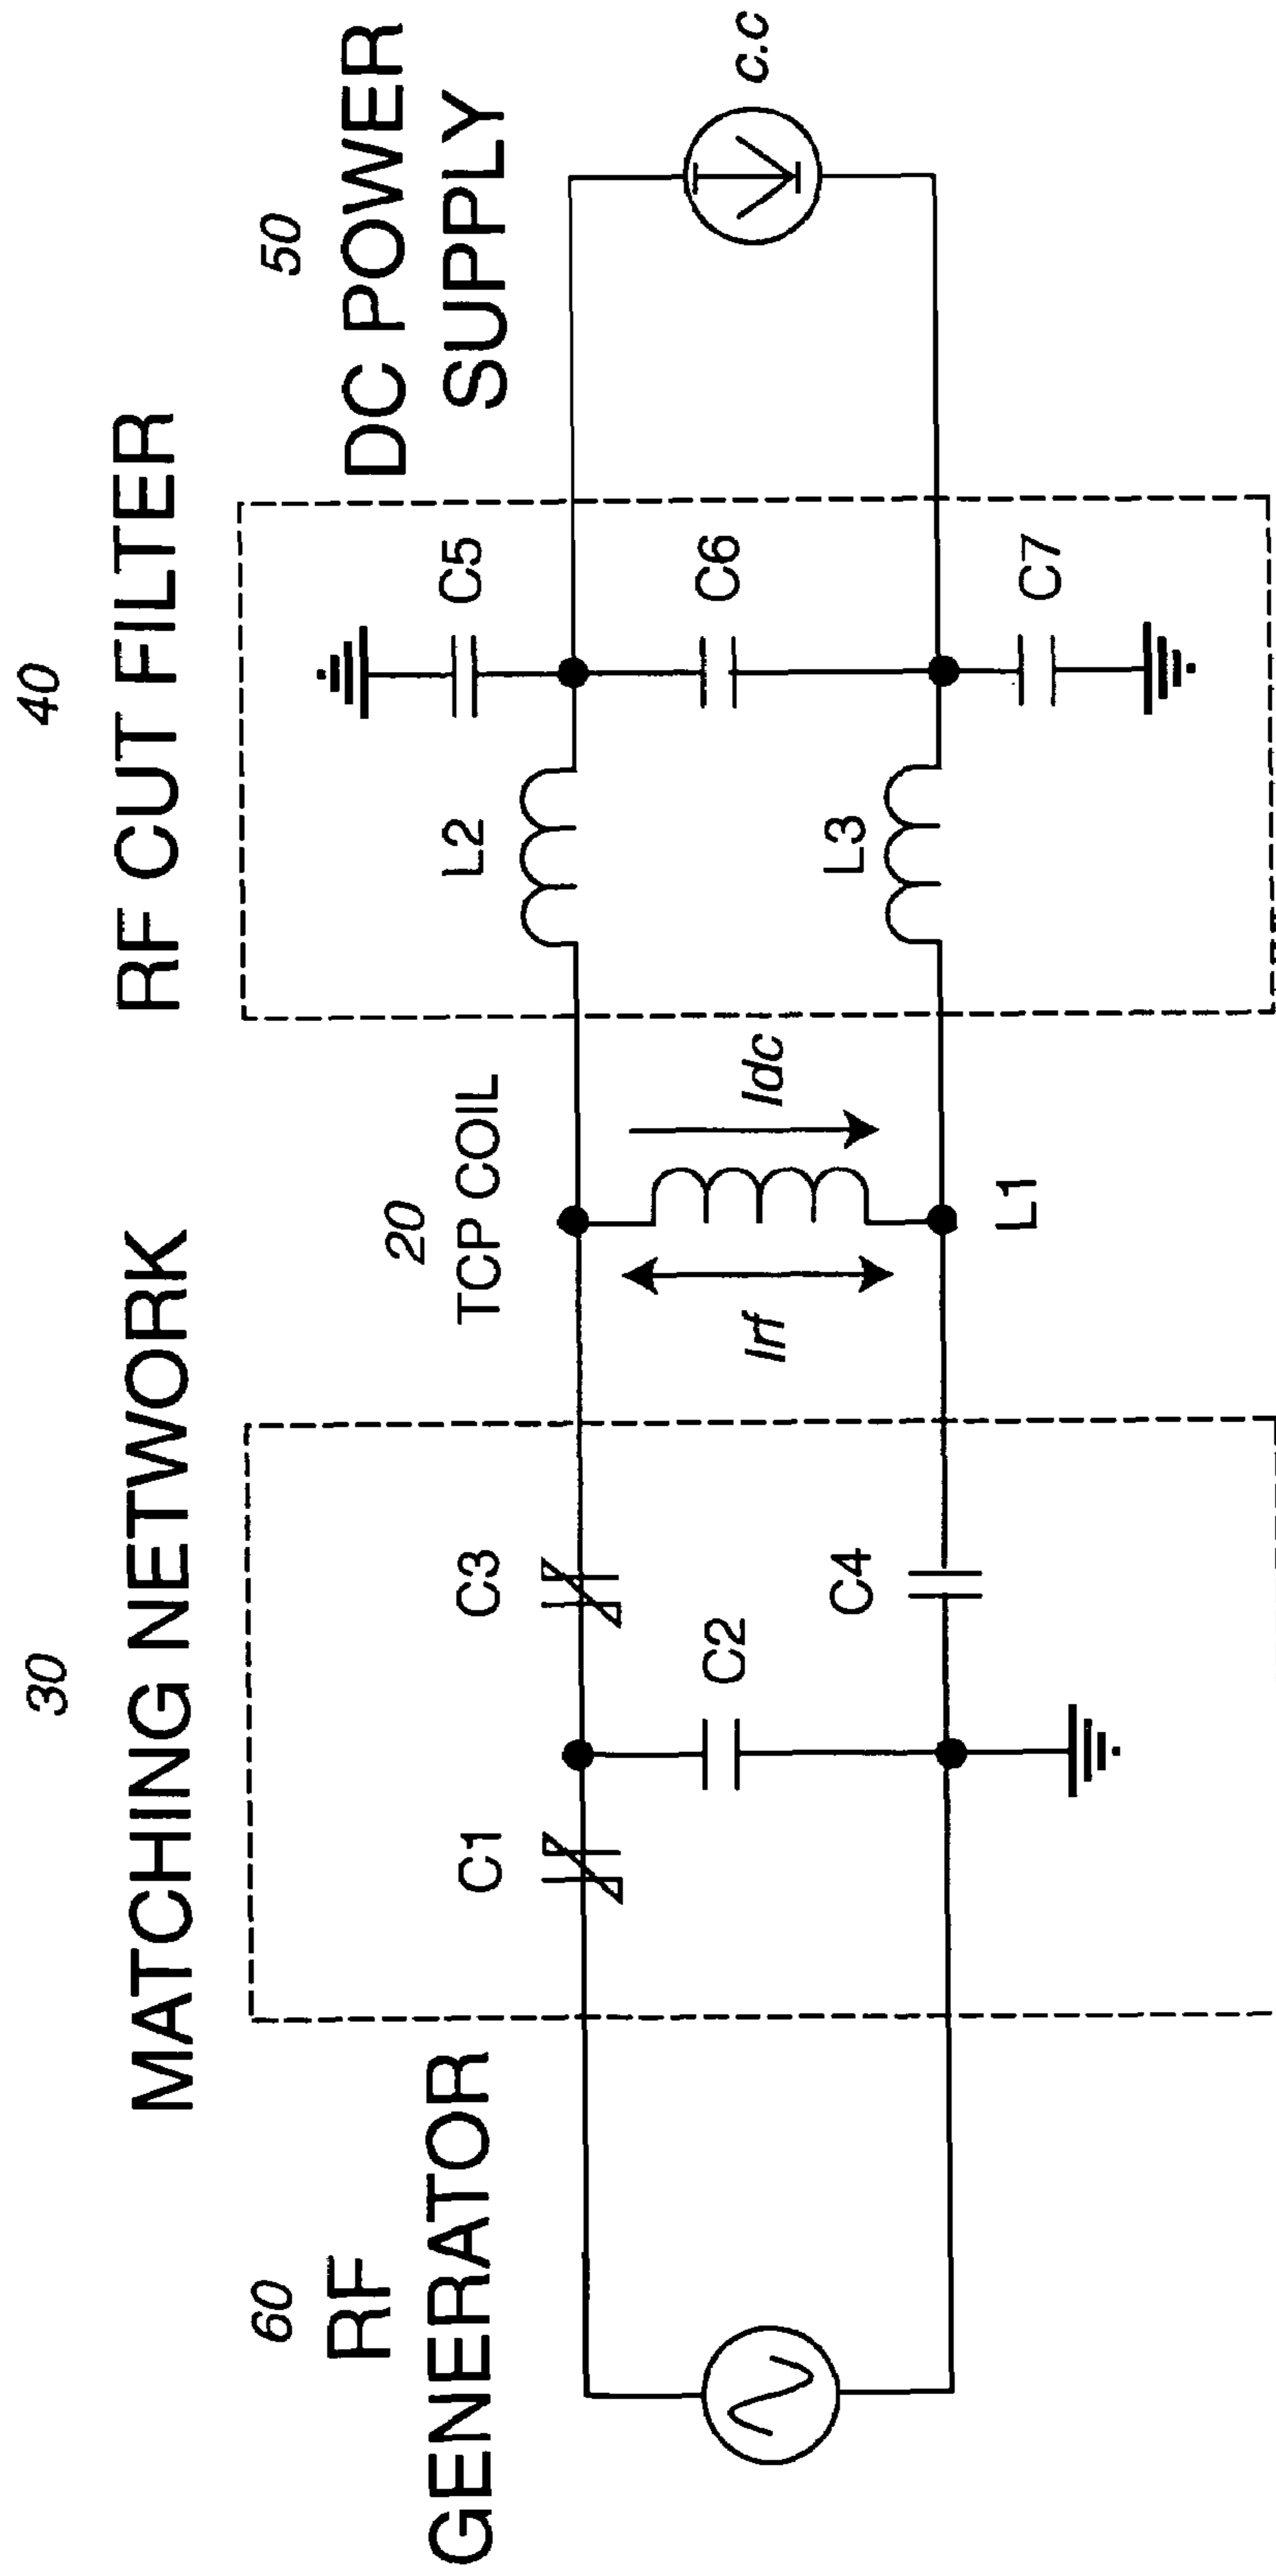 30
MATCHING NETWORK
40
RF CUT FILTER
60
RF
GENERATOR
50
DC POWER
SUPPLY
20
TCP COIL
C1
C3
C2
C4
Irf
Idc
L1
L2
L3
C5
C6
C7
c.c